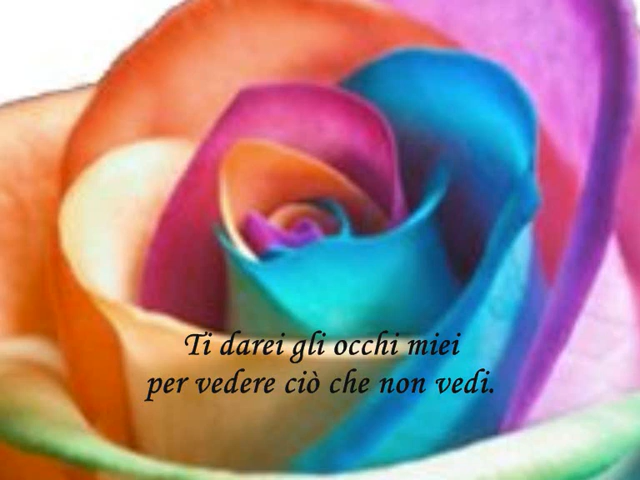 Ti darei gli occhi miei
per vedere ciò che non vedi.